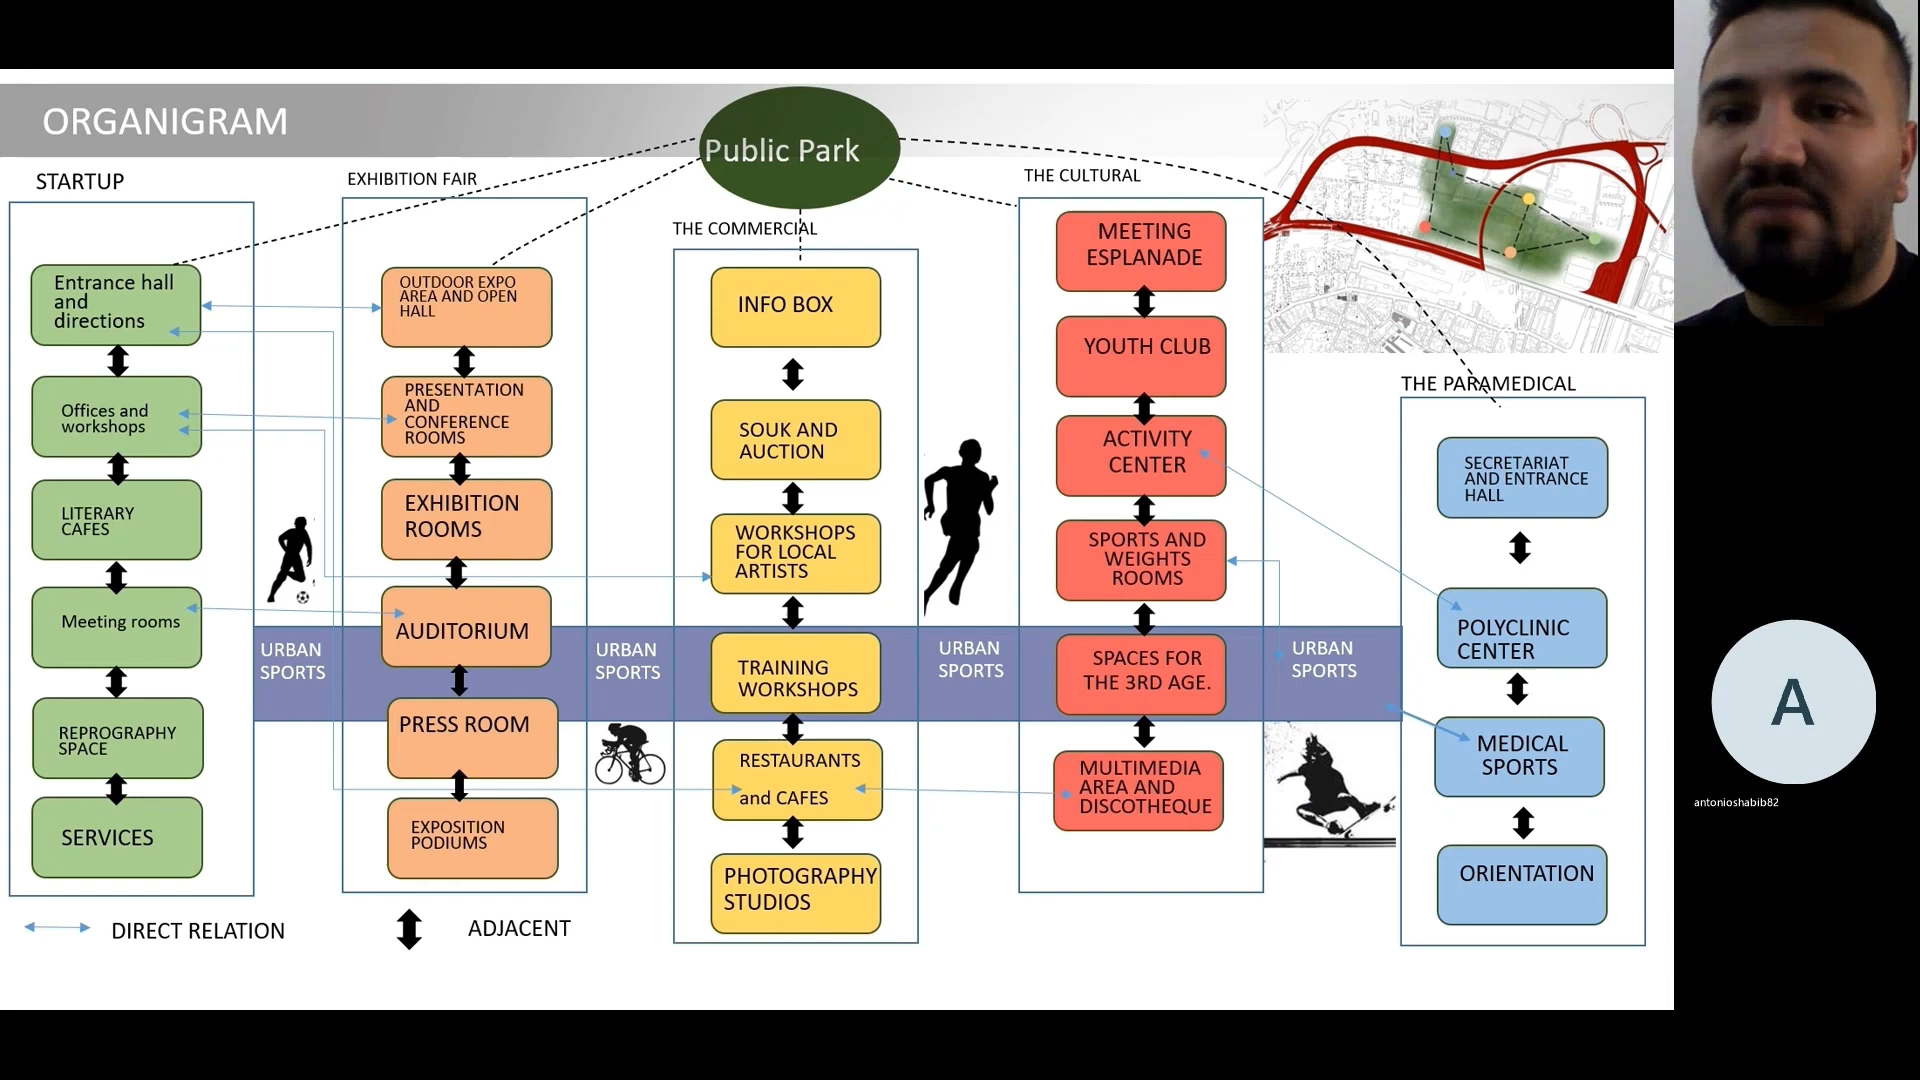 ORGANIGRAM
Public Park
STARTUP
Entrance hall
and
directions
Offices and
workshops
LITERARY
CAFES
Meeting rooms
REPROGRAPHY
SPACE
SERVICES
EXHIBITION FAIR
OUTDOOR EXPO
AREA AND OPEN
HALL
PRESENTATION
AND
CONFERENCE
ROOMS
EXHIBITION
ROOMS
AUDITORIUM
PRESS ROOM
EXPOSITION
PODIUMS
THE COMMERCIAL
INFO BOX
SOUK AND
AUCTION
WORKSHOPS
FOR LOCAL
ARTISTS
TRAINING
WORKSHOPS
RESTAURANTS
and CAFES
PHOTOGRAPHY
STUDIOS
THE CULTURAL
MEETING
ESPLANADE
YOUTH CLUB
ACTIVITY
CENTER
SPORTS AND
WEIGHTS
ROOMS
SPACES FOR
THE 3RD AGE.
MULTIMEDIA
AREA AND
DISCOTHEQUE
THE PARAMEDICAL
SECRETARIAT
AND ENTRANCE
HALL
POLYCLINIC
CENTER
MEDICAL
SPORTS
ORIENTATION
URBAN
SPORTS
URBAN
SPORTS
URBAN
SPORTS
URBAN
SPORTS
DIRECT RELATION
ADJACENT
A
antonioshabib82